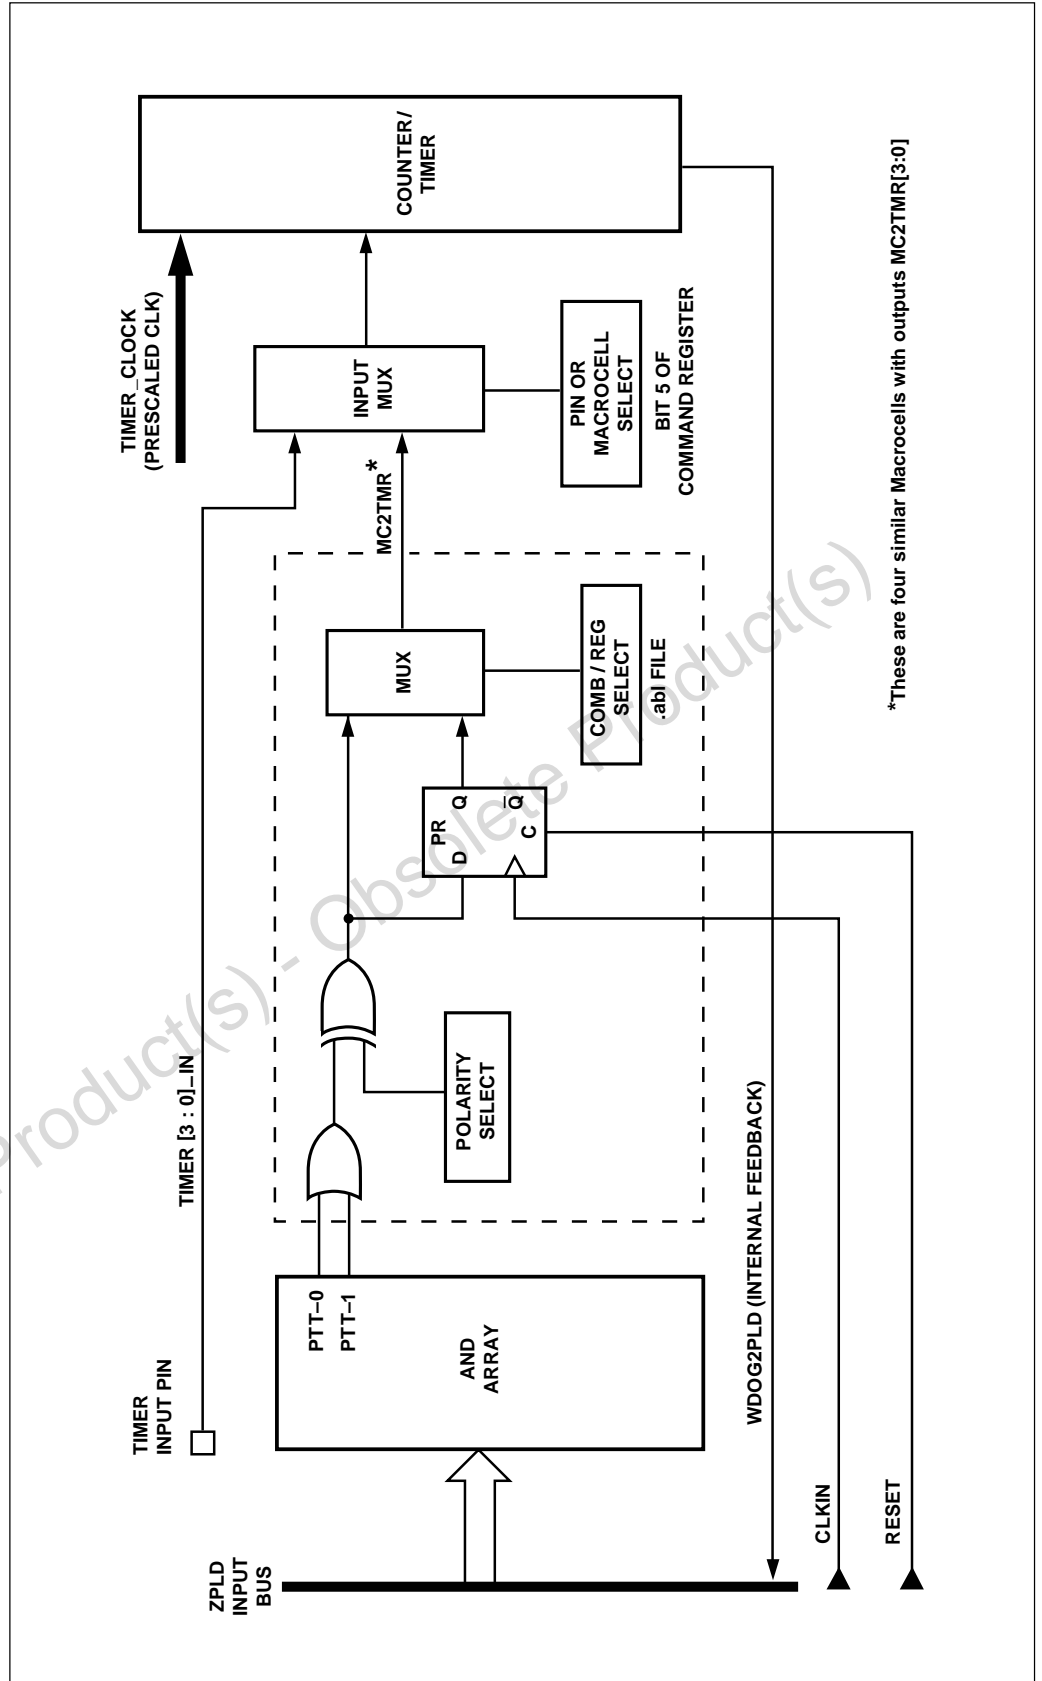 ZPLD
INPUT
BUS
TIMER
INPUT PIN
AND
ARRAY
PTT–0
PTT–1
TIMER [3 : 0]_IN
POLARITY
SELECT
PR
D
Q
Q̅
C
MUX
COMB / REG
SELECT
.abl FILE
MC2TMR*
TIMER_CLOCK
(PRESCALED CLK)
INPUT
MUX
PIN OR
MACROCELL
SELECT
BIT 5 OF
COMMAND REGISTER
COUNTER/
TIMER
WDOG2PLD (INTERNAL FEEDBACK)
CLKIN
RESET
*These are four similar Macrocells with outputs MC2TMR[3:0]
Product(s) - Obsolete Product(s)